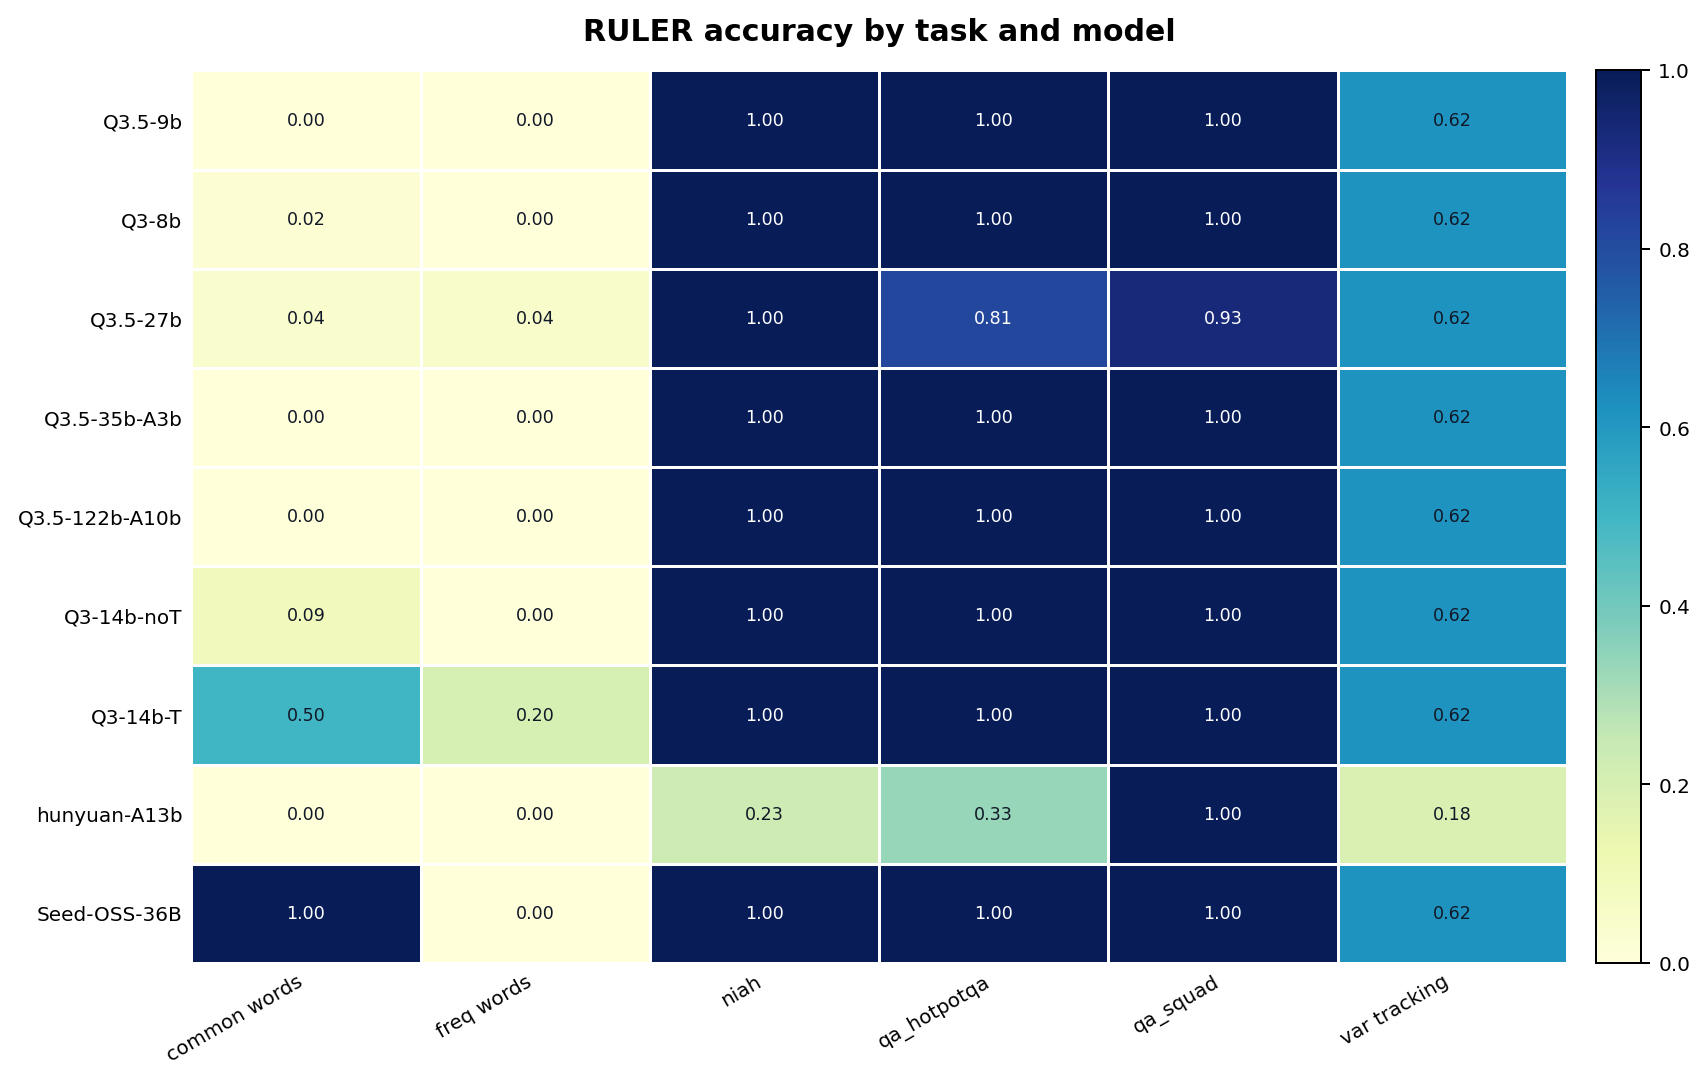 RULER accuracy by task and model
Q3.5-9b 0.00 0.00 1.00 1.00 1.00 0.62
Q3-8b 0.02 0.00 1.00 1.00 1.00 0.62
Q3.5-27b 0.04 0.04 1.00 0.81 0.93 0.62
Q3.5-35b-A3b 0.00 0.00 1.00 1.00 1.00 0.62
Q3.5-122b-A10b 0.00 0.00 1.00 1.00 1.00 0.62
Q3-14b-noT 0.09 0.00 1.00 1.00 1.00 0.62
Q3-14b-T 0.50 0.20 1.00 1.00 1.00 0.62
hunyuan-A13b 0.00 0.00 0.23 0.33 1.00 0.18
Seed-OSS-36B 1.00 0.00 1.00 1.00 1.00 0.62
common words freq words niah qa_hotpotqa qa_squad var tracking
1.0
0.8
0.6
0.4
0.2
0.0